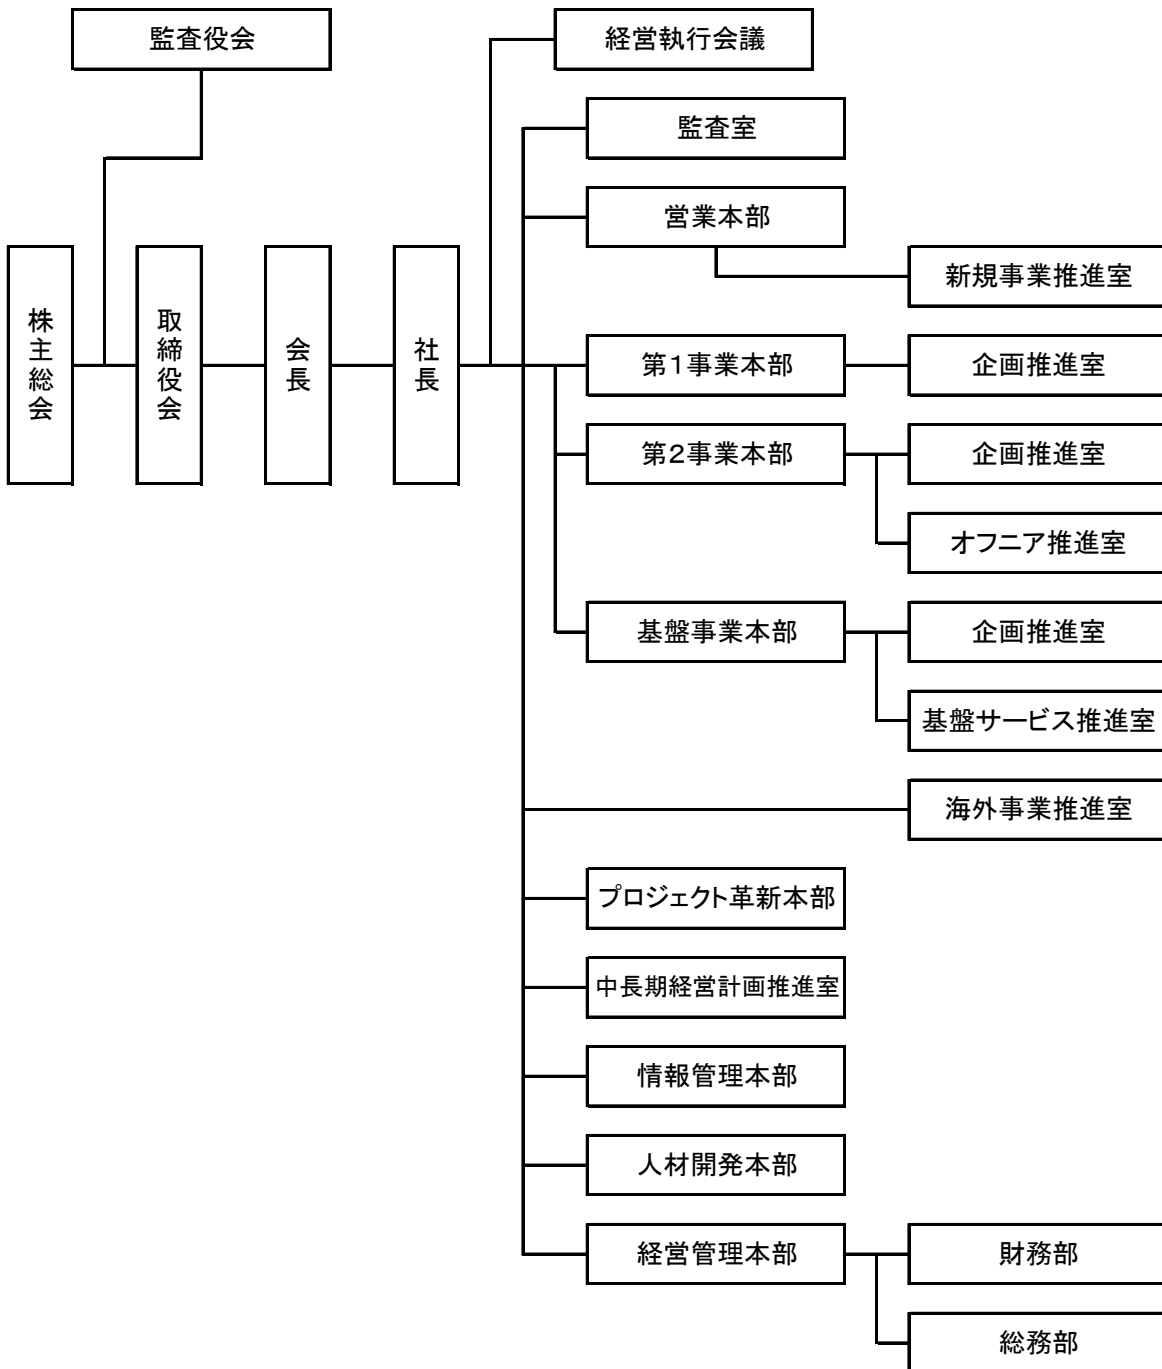 監査役会
経営執行会議
監査室
営業本部
新規事業推進室
株主総会
取締役会
会長
社長
第1事業本部
企画推進室
第2事業本部
企画推進室
オフニア推進室
基盤事業本部
企画推進室
基盤サービス推進室
海外事業推進室
プロジェクト革新本部
中長期経営計画推進室
情報管理本部
人材開発本部
経営管理本部
財務部
総務部